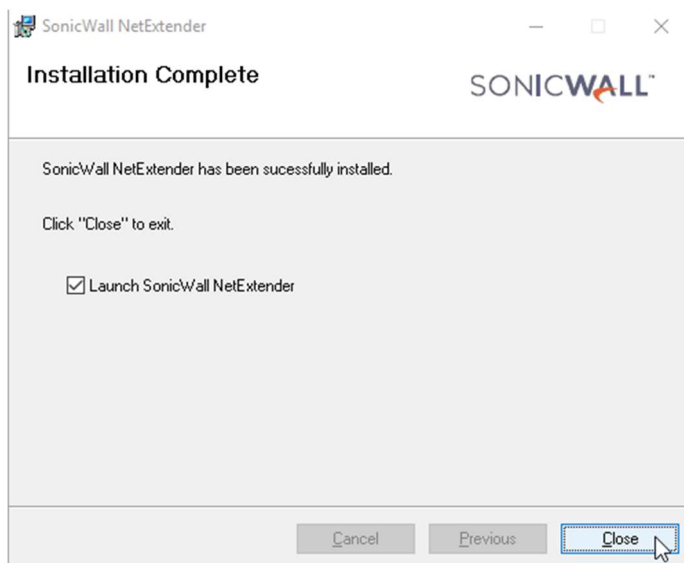 SonicWall NetExtender
Installation Complete
SONICWALL™
SonicWall NetExtender has been sucessfully installed.
Click "Close" to exit.
Launch SonicWall NetExtender
Cancel
Previous
Close